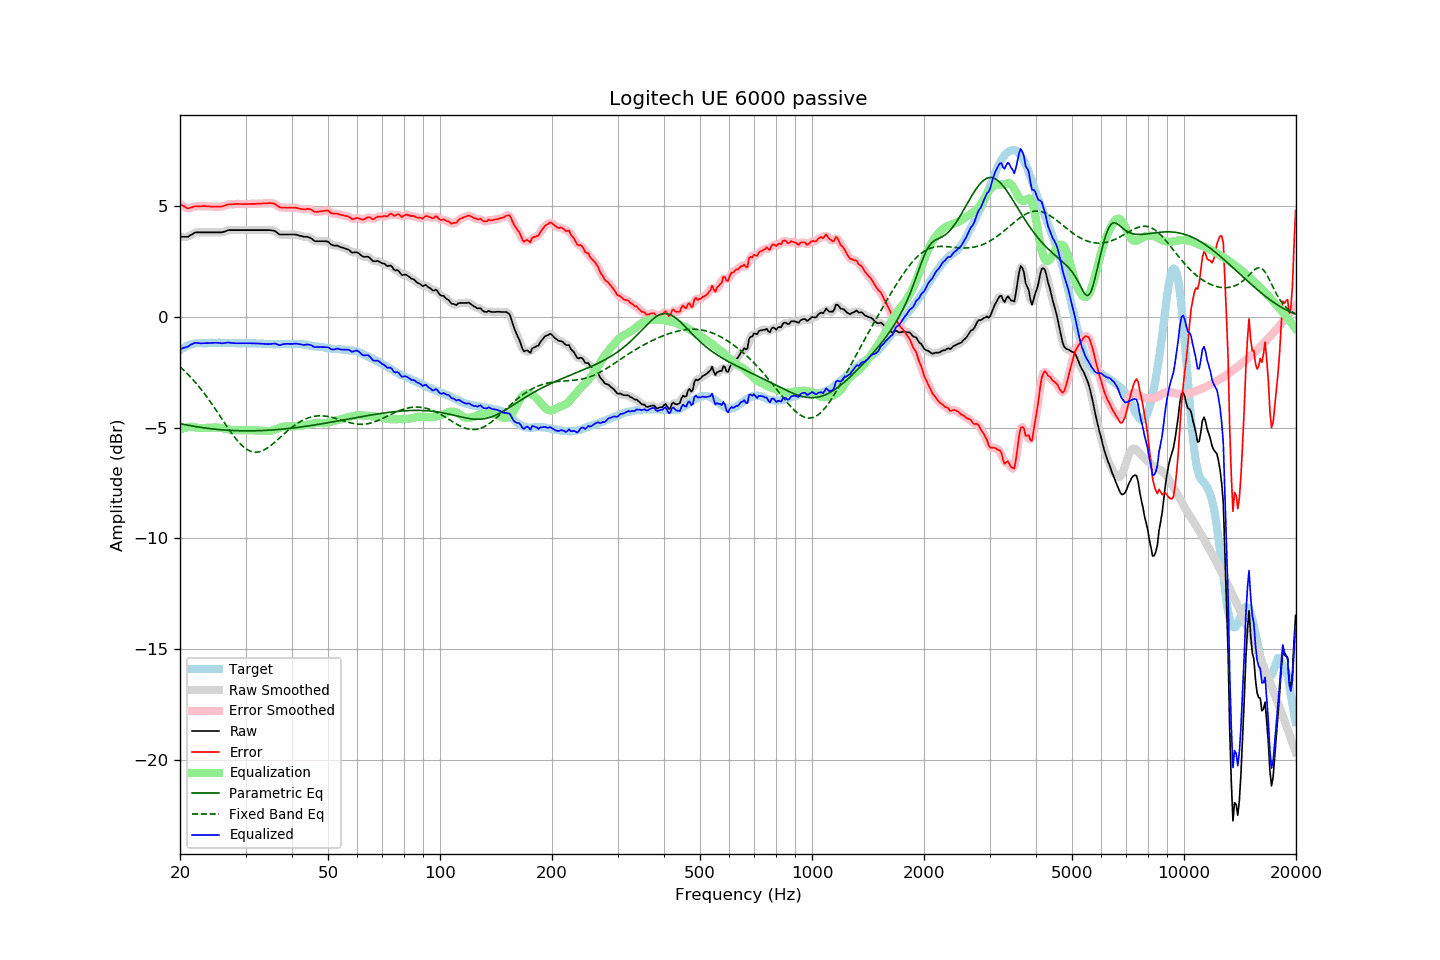 Logitech UE 6000 passive
Amplitude (dBr)
5
0
−5
−10
−15
−20
Target
Raw Smoothed
Error Smoothed
Raw
Error
Equalization
Parametric Eq
Fixed Band Eq
Equalized
20 50 100 200 500 1000 2000 5000 10000 20000
Frequency (Hz)